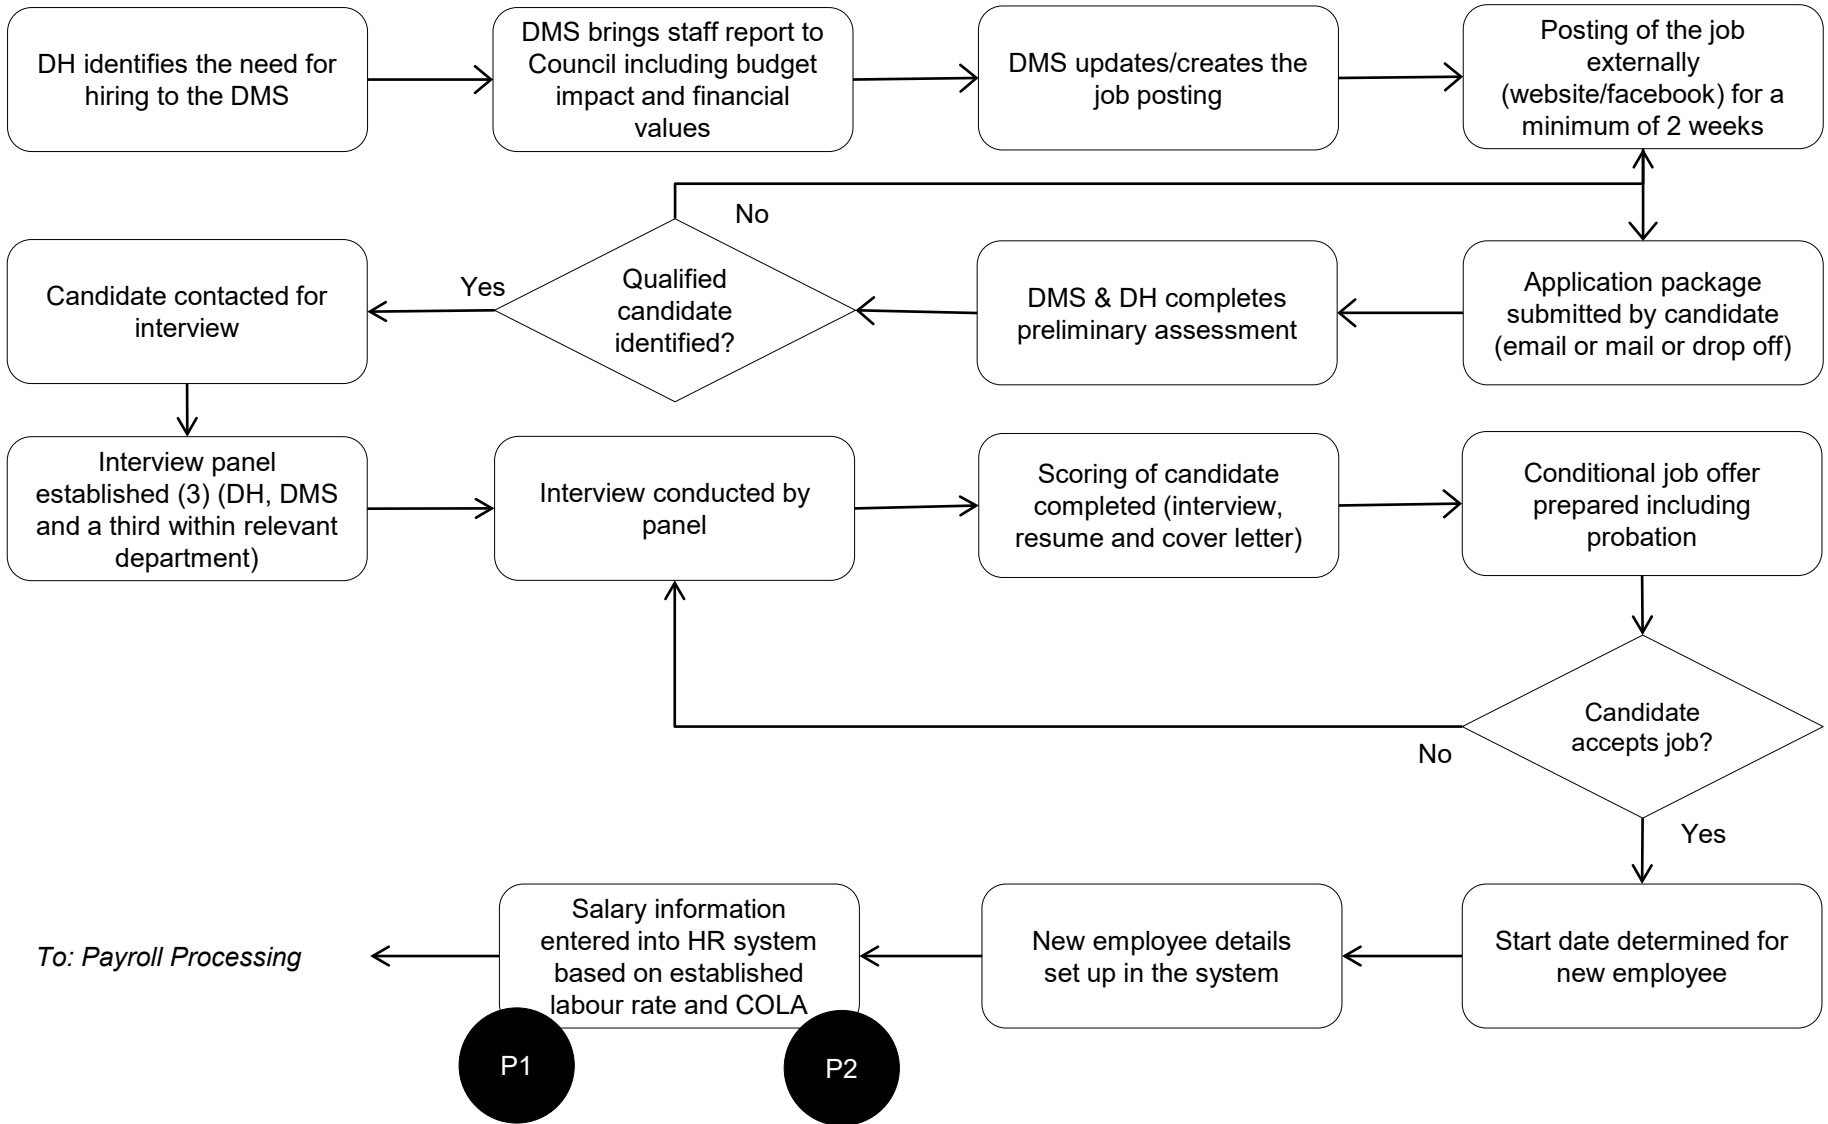 DH identifies the need for
hiring to the DMS
DMS brings staff report to
Council including budget
impact and financial
values
DMS updates/creates the
job posting
Posting of the job
externally
(website/facebook) for a
minimum of 2 weeks
No
Candidate contacted for
interview
Yes
Qualified
candidate
identified?
DMS & DH completes
preliminary assessment
Application package
submitted by candidate
(email or mail or drop off)
Interview panel
established (3) (DH, DMS
and a third within relevant
department)
Interview conducted by
panel
Scoring of candidate
completed (interview,
resume and cover letter)
Conditional job offer
prepared including
probation
Candidate
accepts job?
No
Yes
To: Payroll Processing
Salary information
entered into HR system
based on established
labour rate and COLA
New employee details
set up in the system
Start date determined for
new employee
P1
P2